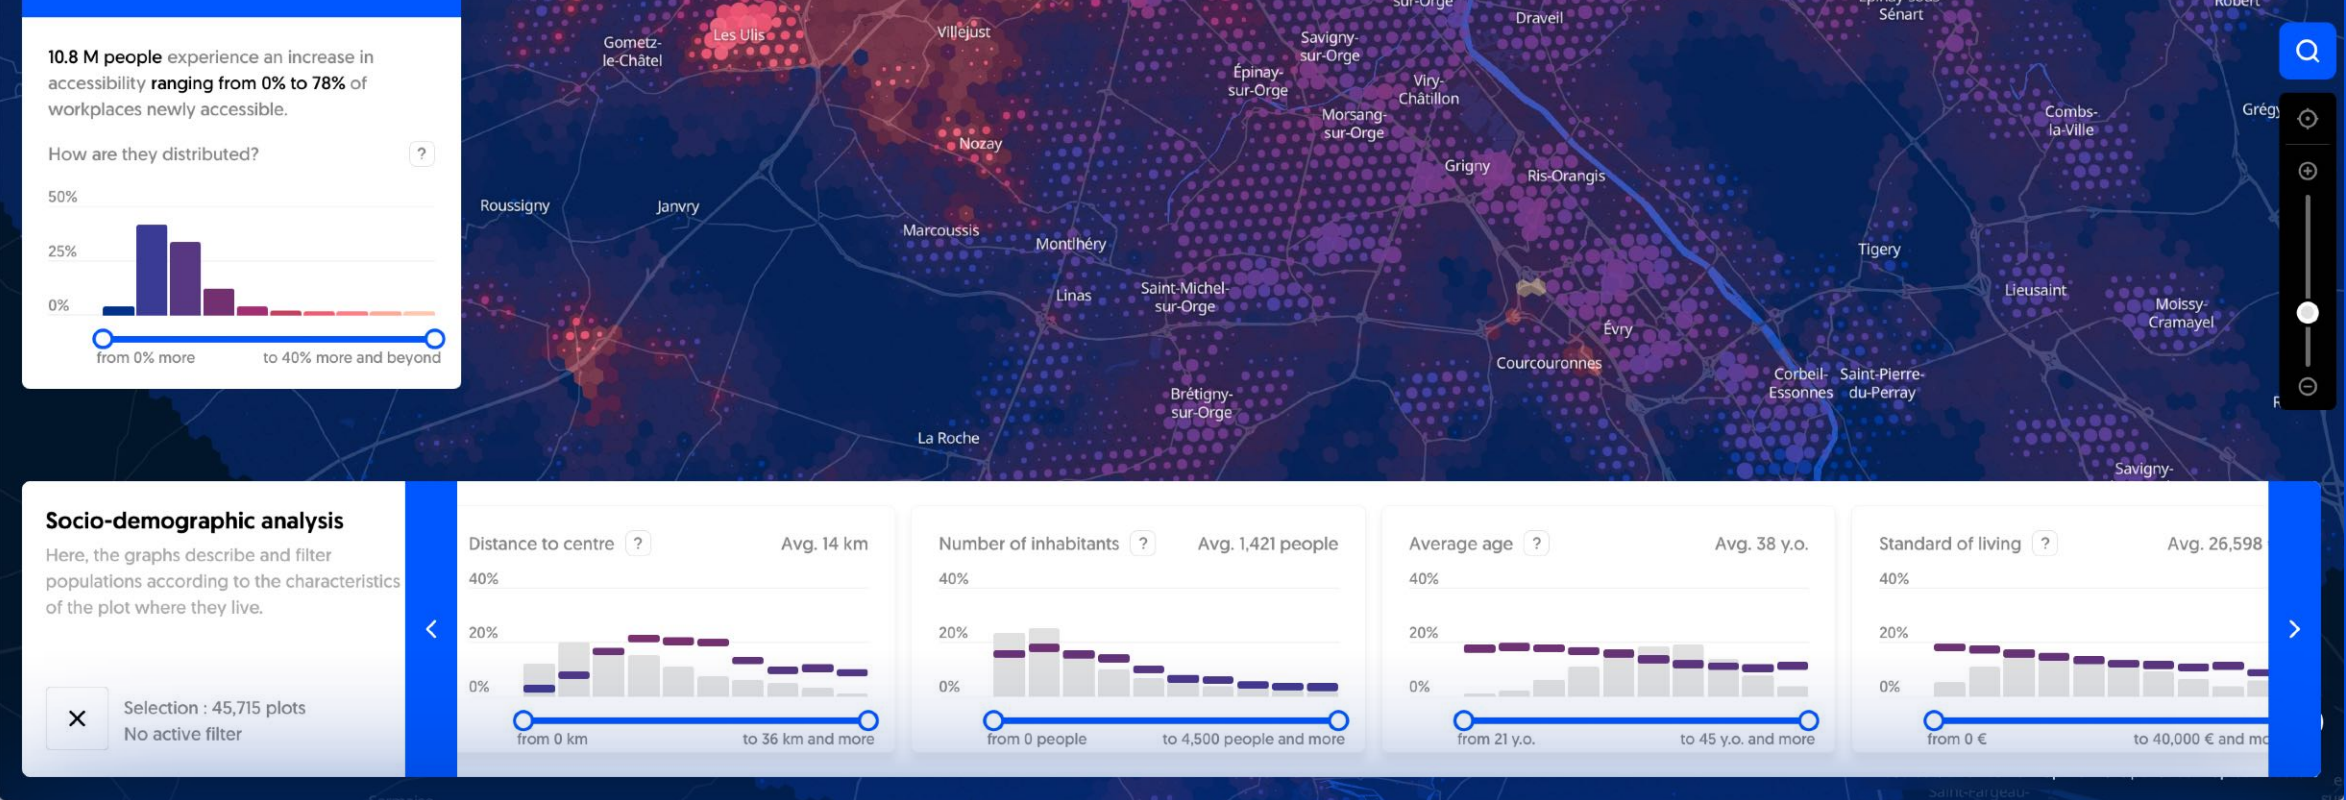 10.8 M people experience an increase in
accessibility ranging from 0% to 78% of
workplaces newly accessible.
How are they distributed?
?
50%
25%
0%
from 0% more
to 40% more and beyond
Les Ulis
Villejust
Gometz-
le-Châtel
Nozay
Roussigny
Janvry
Marcoussis
Montlhéry
Linas
Saint-Michel-
sur-Orge
La Roche
Brétigny-
sur-Orge
sur-Orge
Draveil
Savigny-
sur-Orge
Épinay-
sur-Orge
Viry-
Châtillon
Morsang-
sur-Orge
Grigny
Ris-Orangis
Évry
Courcouronnes
Corbeil-
Essonnes
Saint-Pierre-
du-Perray
Sénart
Combs-
la-Ville
Grégy
Tigery
Lieusaint
Moissy-
Cramayel
Savigny-
Socio-demographic analysis
Here, the graphs describe and filter
populations according to the characteristics
of the plot where they live.
Selection : 45,715 plots
No active filter
Distance to centre ? Avg. 14 km
40%
20%
0%
from 0 km
to 36 km and more
Number of inhabitants ? Avg. 1,421 people
40%
20%
0%
from 0 people
to 4,500 people and more
Average age ? Avg. 38 y.o.
40%
20%
0%
from 21 y.o.
to 45 y.o. and more
Standard of living ? Avg. 26,598
40%
20%
0%
from 0 €
to 40,000 € and mo